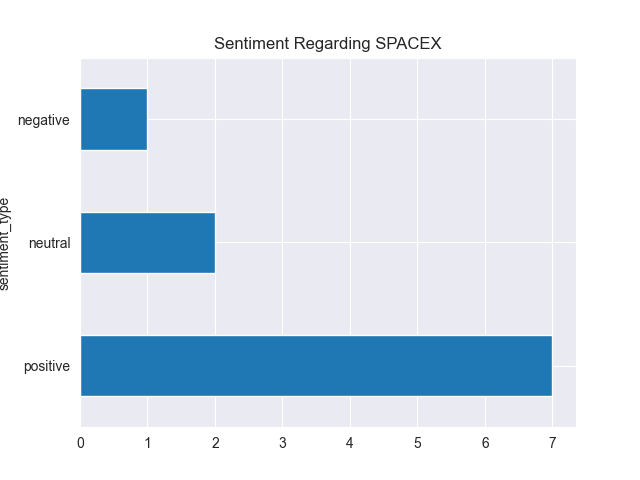 Sentiment Regarding SPACEX
negative
neutral
positive
sentiment_type
0 1 2 3 4 5 6 7